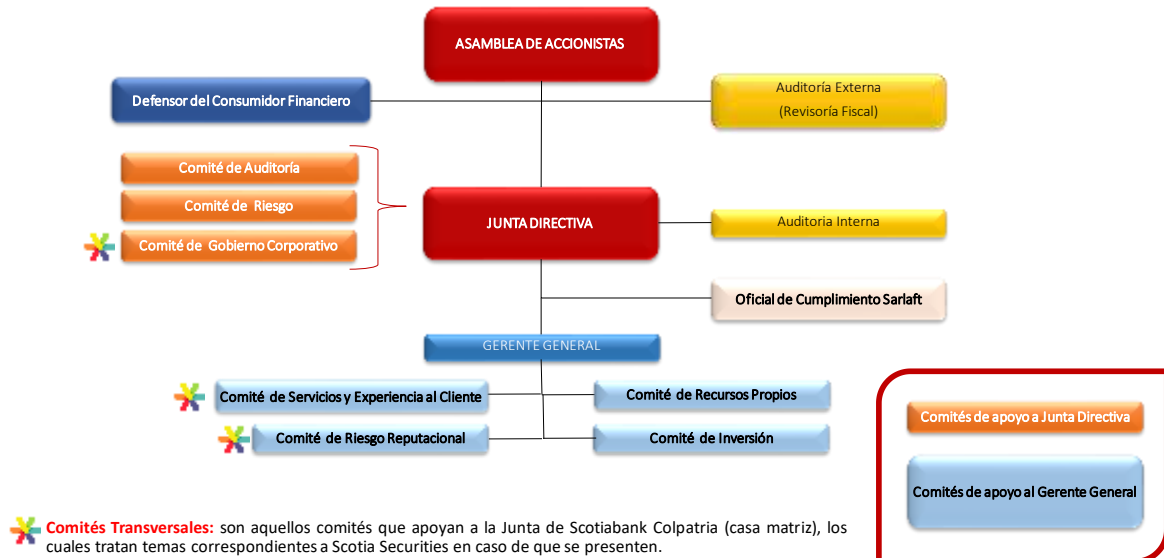 ASAMBLEA DE ACCIONISTAS
Defensor del Consumidor Financiero
Auditoría Externa
(Revisoría Fiscal)
Comité de Auditoría
Comité de Riesgo
Comité de Gobierno Corporativo
JUNTA DIRECTIVA
Auditoria Interna
Oficial de Cumplimiento Sarlaft
GERENTE GENERAL
Comité de Servicios y Experiencia al Cliente
Comité de Recursos Propios
Comité de Riesgo Reputacional
Comité de Inversión
Comités de apoyo a Junta Directiva
Comités de apoyo al Gerente General
Comités Transversales: son aquellos comités que apoyan a la Junta de Scotiabank Colpatria (casa matriz), los
cuales tratan temas correspondientes a Scotia Securities en caso de que se presenten.